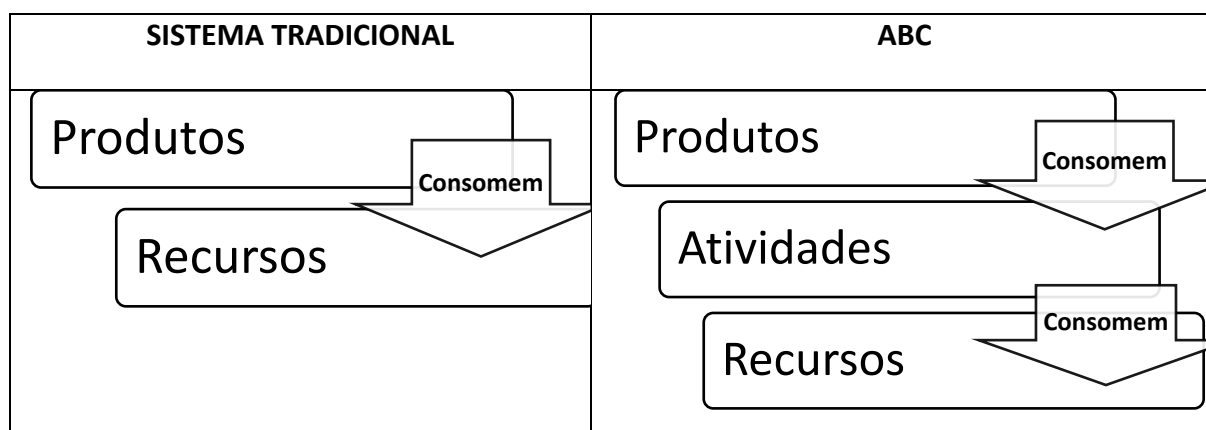 SISTEMA TRADICIONAL
ABC
Produtos
Consomem
Recursos
Produtos
Consomem
Atividades
Consomem
Recursos